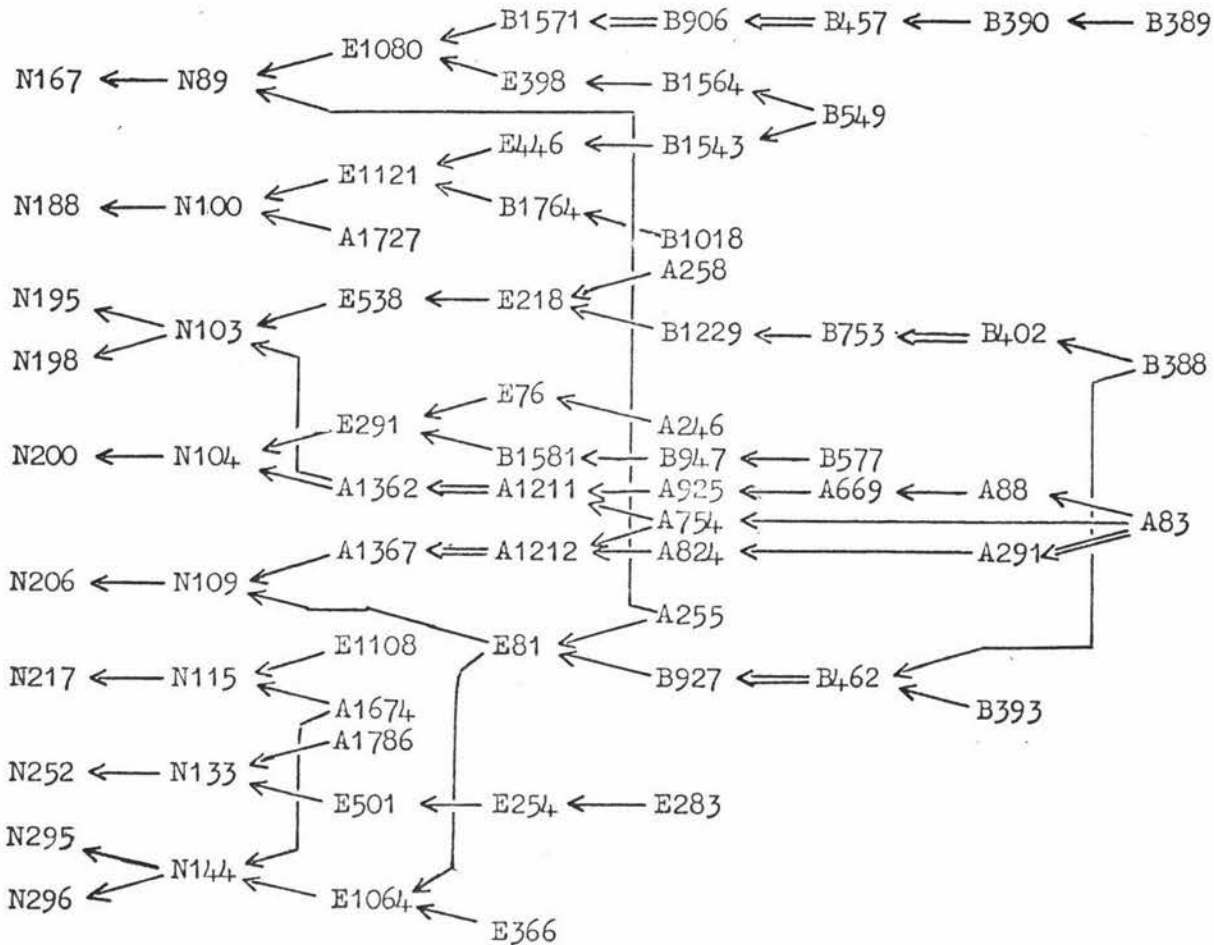 B1571 B906 B457 B390 B389
E1080
N167 N89 E398 B1564
B549
E446 B1543
E1121
N188 N100 B1764
A1727 B1018
A258
N195 E538 E218
N103 B1229 B753 B402
N198 B388
E76
E291 A246
N200 N104 B1581 B947 B577
A1362 A1211 A925 A669 A88
A754 A83
A1367 A1212 A824 A291
N206 N109
A255
E1108 E81
N217 N115 B927 B462
A1674 B393
A1786
N252 N133
E501 E254 E283
N295
N144
N296 E1064
E366